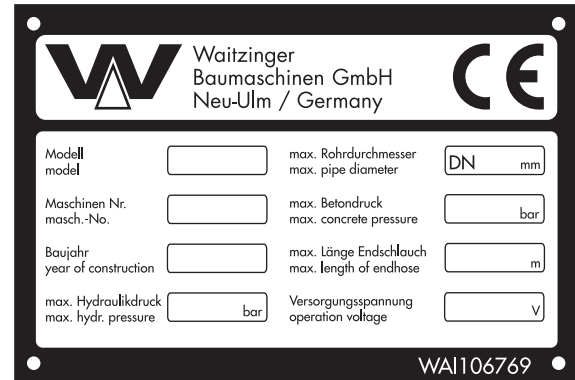 Waitzinger
Baumaschinen GmbH
Neu-Ulm / Germany
CE
Modell
model
Maschinen Nr.
masch.-No.
Baujahr
year of construction
max. Hydraulikdruck
max. hydr. pressure
bar
max. Rohrdurchmesser
max. pipe diameter
DN mm
max. Betondruck
max. concrete pressure
bar
max. Länge Endschlauch
max. length of endhose
m
Versorgungsspannung
operation voltage
V
WAI106769